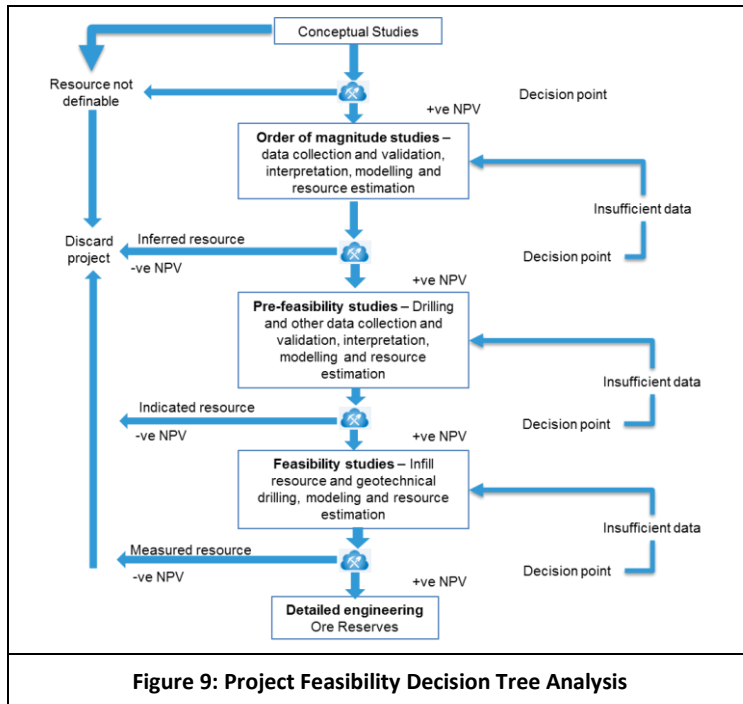 Conceptual Studies
Resource not
definable
+ve NPV
Decision point
Order of magnitude studies –
data collection and validation,
interpretation, modelling and
resource estimation
Insufficient data
Discard
project
Inferred resource
-ve NPV
Decision point
+ve NPV
Pre-feasibility studies – Drilling
and other data collection and
validation, interpretation,
modelling and resource
estimation
Insufficient data
Indicated resource
-ve NPV
Decision point
+ve NPV
Feasibility studies – Infill
resource and geotechnical
drilling, modeling and resource
estimation
Insufficient data
Measured resource
-ve NPV
Decision point
+ve NPV
Detailed engineering
Ore Reserves
Figure 9: Project Feasibility Decision Tree Analysis